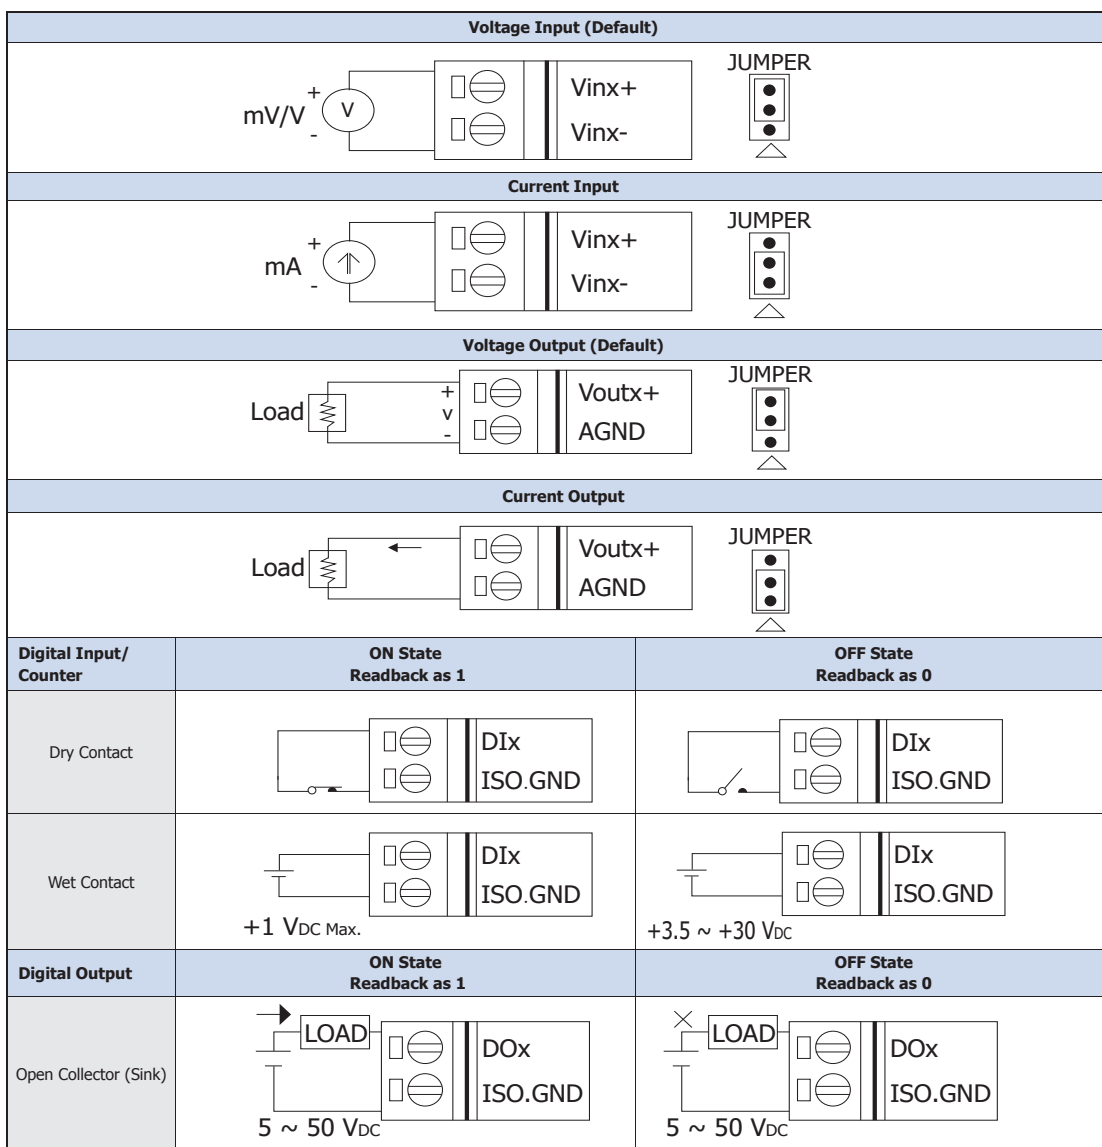 Voltage Input (Default)
mV/V
+
-
V
Vinx+
Vinx-
JUMPER
Current Input
mA
+
-
Vinx+
Vinx-
JUMPER
Voltage Output (Default)
Load
+
v
-
Voutx+
AGND
JUMPER
Current Output
Load
Voutx+
AGND
JUMPER
Digital Input/
Counter
ON State
Readback as 1
OFF State
Readback as 0
Dry Contact
DIx
ISO.GND
DIx
ISO.GND
Wet Contact
DIx
ISO.GND
+1 VDC Max.
DIx
ISO.GND
+3.5 ~ +30 VDC
Digital Output
ON State
Readback as 1
OFF State
Readback as 0
Open Collector (Sink)
LOAD
DOx
ISO.GND
5 ~ 50 VDC
LOAD
DOx
ISO.GND
5 ~ 50 VDC